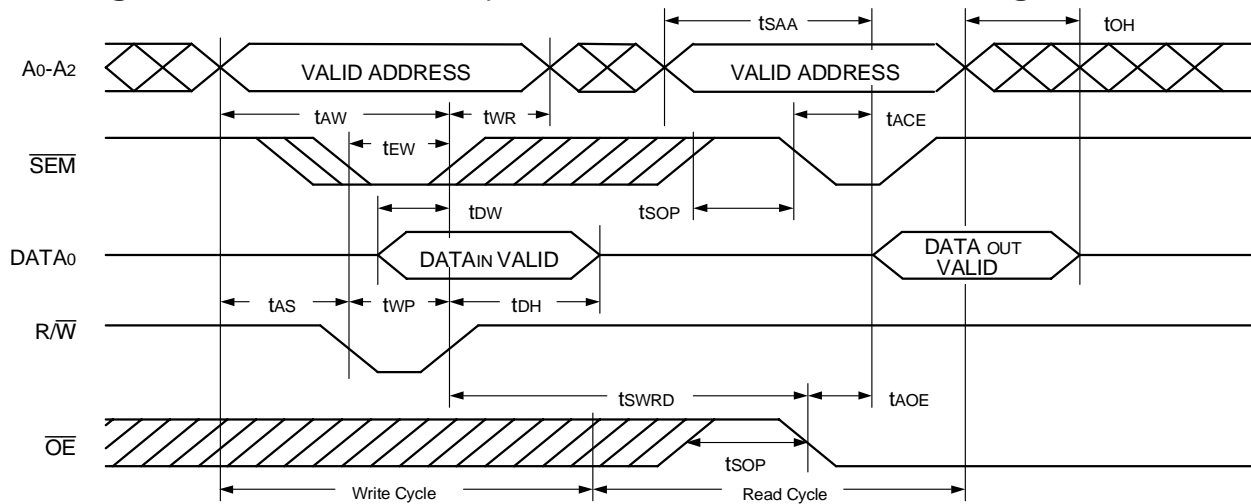 tSAA
tOH
A0-A2
VALID ADDRESS
VALID ADDRESS
tAW
tWR
tACE
tEW
SEM
tDW
tSOP
DATA0
DATAIN VALID
DATA OUT
VALID
tAS
tWP
tDH
R/W
tSWRD
tAOE
OE
tSOP
Write Cycle
Read Cycle